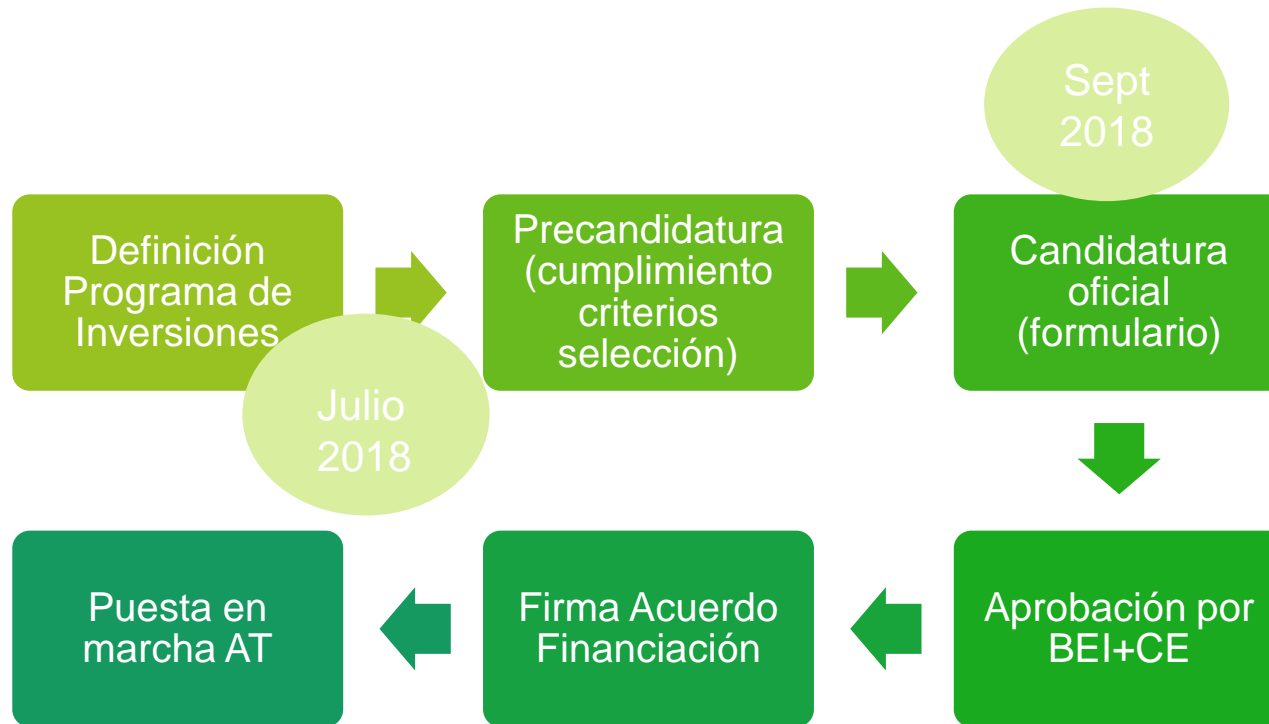 Sept
2018
Definición
Programa de
Inversiones
Precandidatura
(cumplimiento
criterios
selección)
Candidatura
oficial
(formulario)
Julio
2018
Puesta en
marcha AT
Firma Acuerdo
Financiación
Aprobación por
BEI+CE